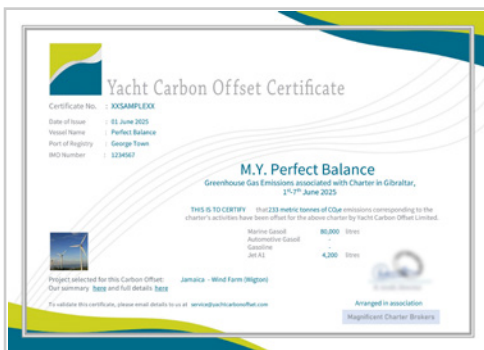 Yacht Carbon Offset Certificate
Certificate No. : XXSAMPLEXX
Date of Issue : 01 June 2025
Vessel Name : Perfect Balance
Port of Registry : George Town
IMO Number : 1234567
M.Y. Perfect Balance
Greenhouse Gas Emissions associated with Charter in Gibraltar,
1st-7th June 2025
THIS IS TO CERTIFY that 233 metric tonnes of CO₂e emissions corresponding to the
charter's activities have been offset for the above charter by Yacht Carbon Offset Limited.
Marine Gasoil 80,000 litres
Automotive Gasoil -
Gasoline -
Jet A1 4,200 litres
Project selected for this Carbon Offset: Jamaica - Wind Farm (Wigton)
Our summary here and full details here
To validate this certificate, please email details to us at service@yachtcarbonoffset.com
Arranged in association
Magnificent Charter Brokers